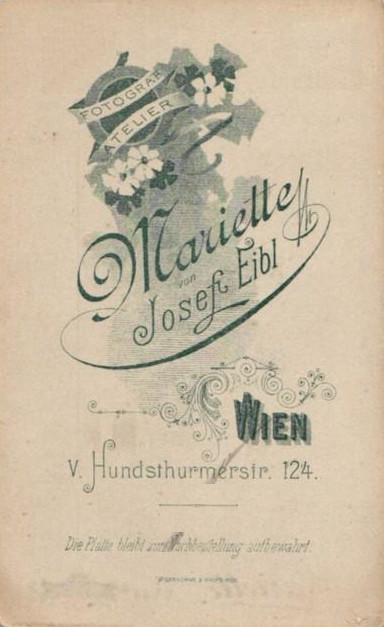 FOTOGRAF
ATELIER
Mariette
von
Josef Eibl
WIEN
V. Hundsthurmerstr. 124.
Die Platte bleibt zur Nachbestellung aufbewahrt.